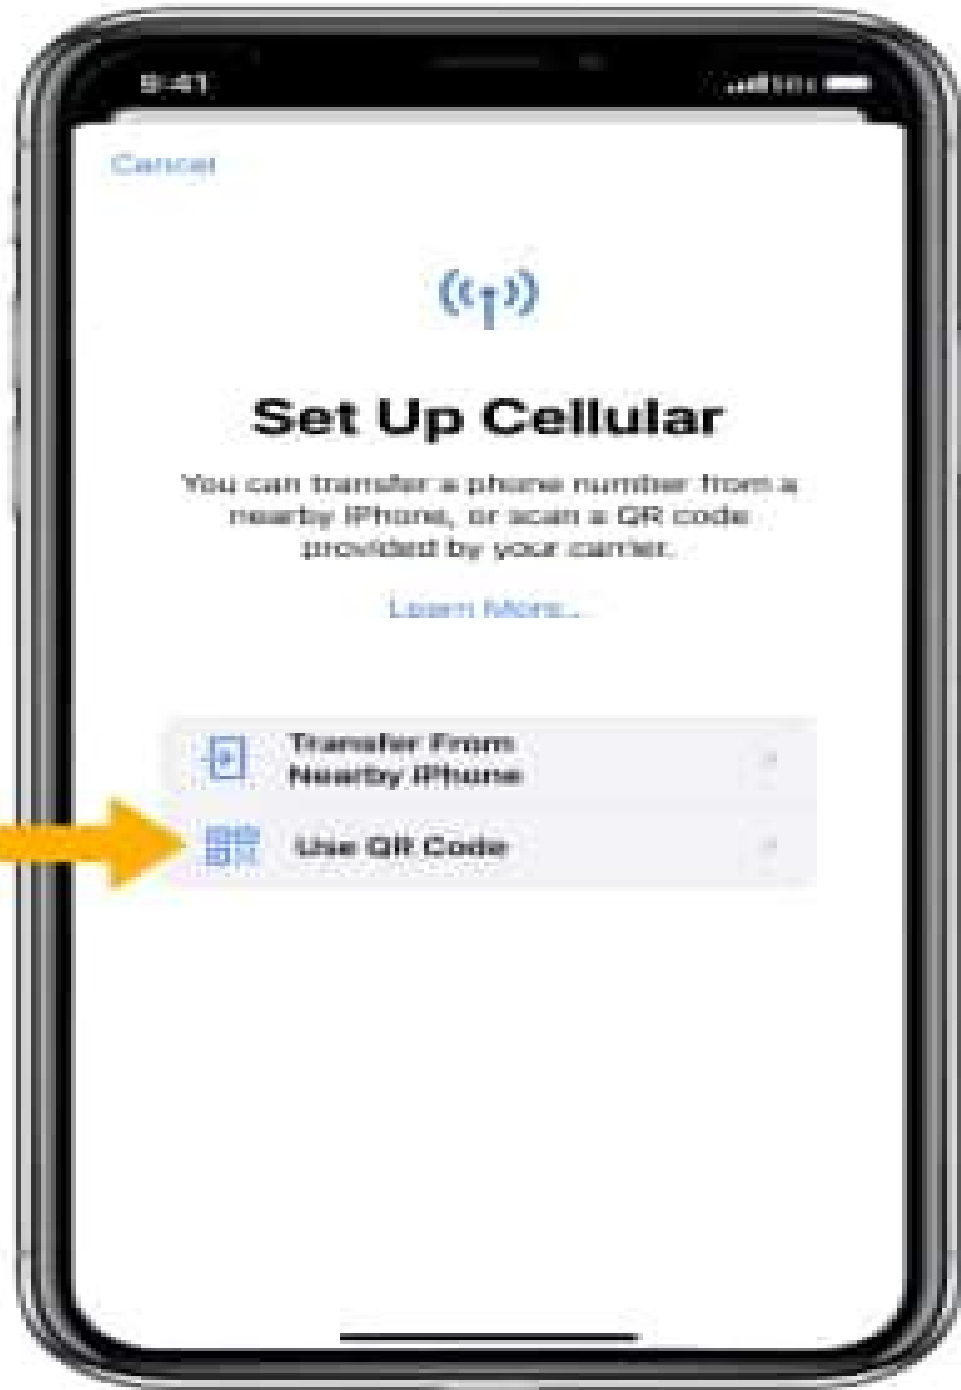 9:41
Cancel
Set Up Cellular
You can transfer a phone number from a
nearby iPhone, or scan a QR code
provided by your carrier.
Learn More...
Transfer From
Nearby iPhone
Use QR Code